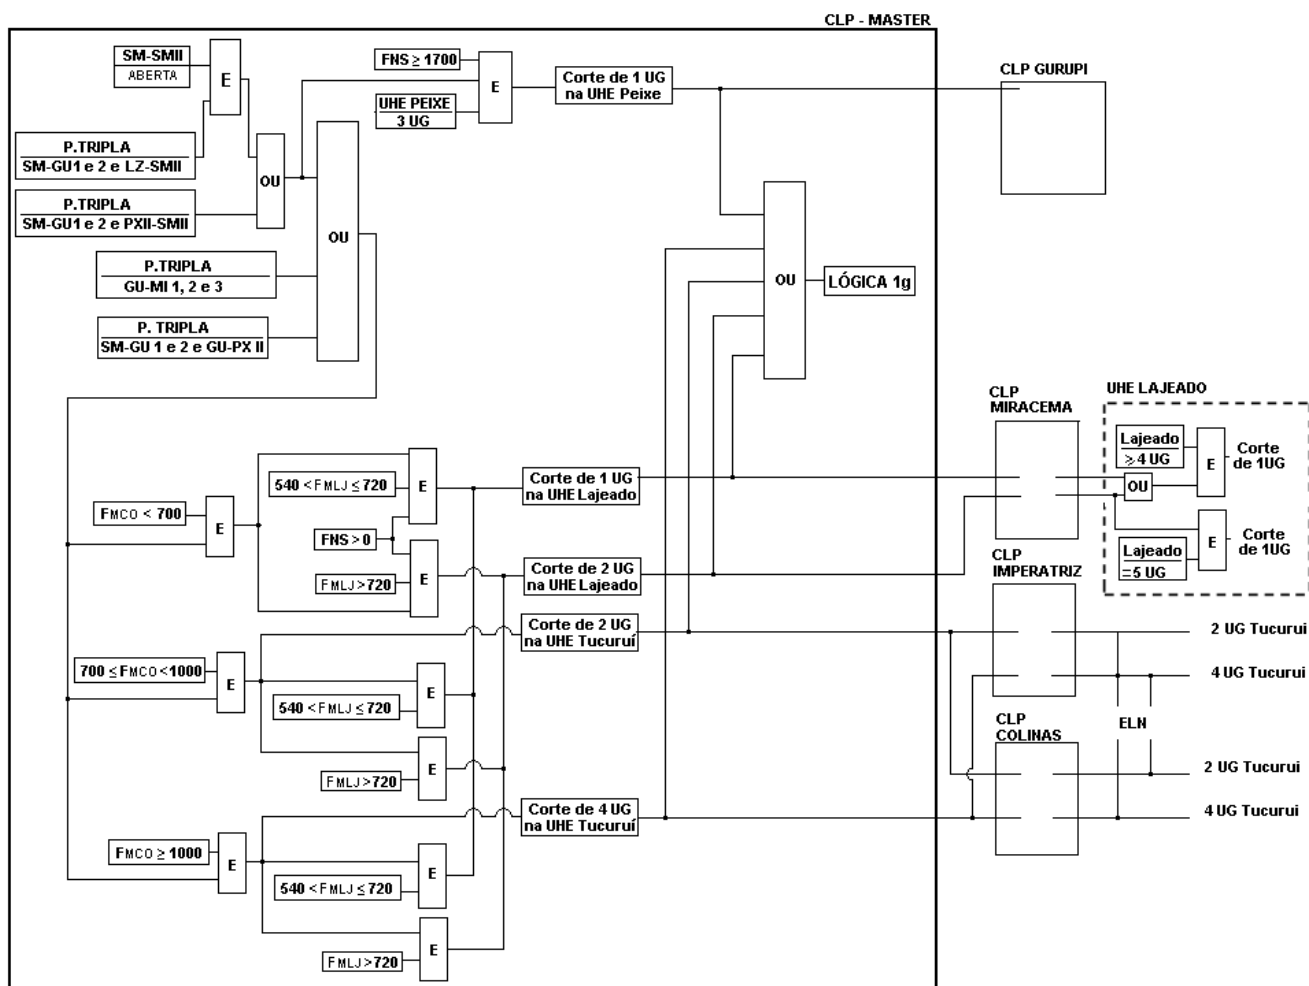 CLP - MASTER
SM-SMII
ABERTA
E
FNS ≥ 1700
E
UHE PEIXE
3 UG
Corte de 1 UG
na UHE Peixe
CLP GURUPI
P.TRIPLA
SM-GU1 e 2 e LZ-SMII
OU
P.TRIPLA
SM-GU1 e 2 e PXII-SMII
OU
P.TRIPLA
GU-MI 1, 2 e 3
P. TRIPLA
SM-GU 1 e 2 e GU-PX II
OU
LÓGICA 1g
CLP
MIRACEMA
UHE LAJEADO
Lajeado
≥4 UG
E
Corte
de 1UG
OU
Lajeado
=5 UG
E
Corte
de 1UG
540 < FMLJ ≤ 720
E
Corte de 1 UG
na UHE Lajeado
FMCO < 700
E
FNS > 0
FMLJ > 720
E
Corte de 2 UG
na UHE Lajeado
CLP
IMPERATRIZ
Corte de 2 UG
na UHE Tucuruí
2 UG Tucurui
4 UG Tucurui
700 ≤ FMCO < 1000
E
540 < FMLJ ≤ 720
E
CLP
COLINAS
ELN
FMLJ > 720
E
2 UG Tucurui
4 UG Tucurui
Corte de 4 UG
na UHE Tucuruí
FMCO ≥ 1000
E
540 < FMLJ ≤ 720
E
FMLJ > 720
E